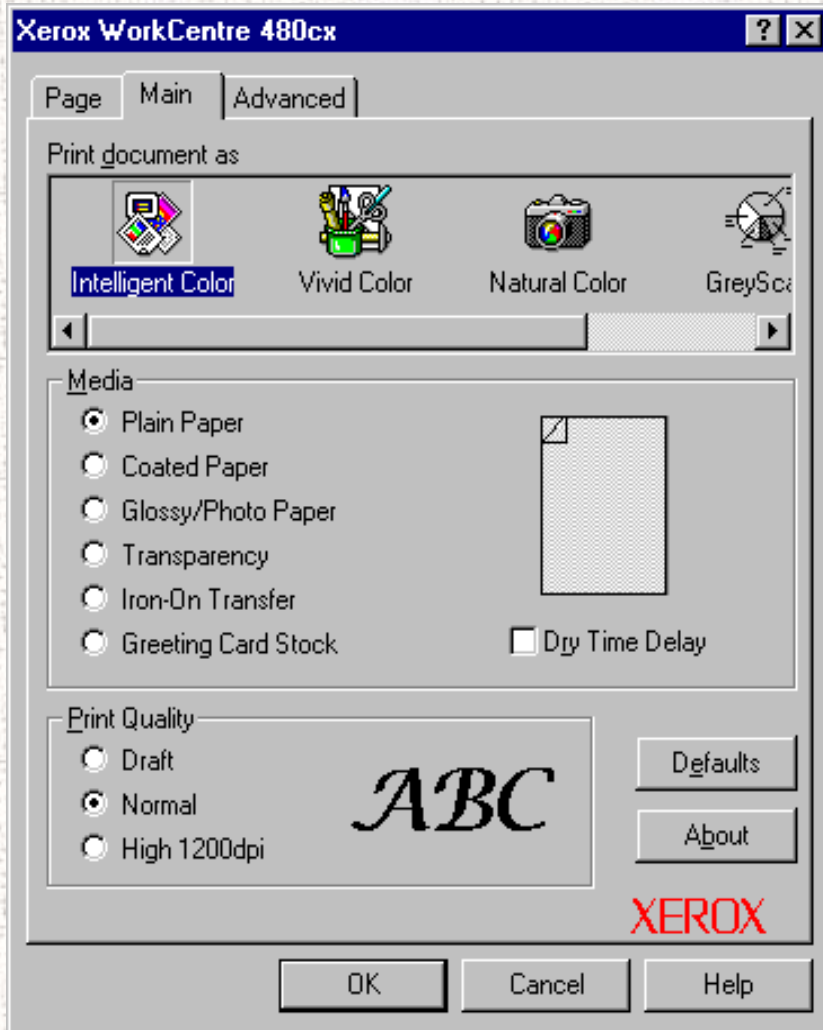 Xerox WorkCentre 480cx
Page Main Advanced
Print document as
Intelligent Color Vivid Color Natural Color GreySca
Media
Plain Paper
Coated Paper
Glossy/Photo Paper
Transparency
Iron-On Transfer
Greeting Card Stock
Dry Time Delay
Print Quality
Draft
Normal
High 1200dpi
ABC
Defaults
About
XEROX
OK Cancel Help